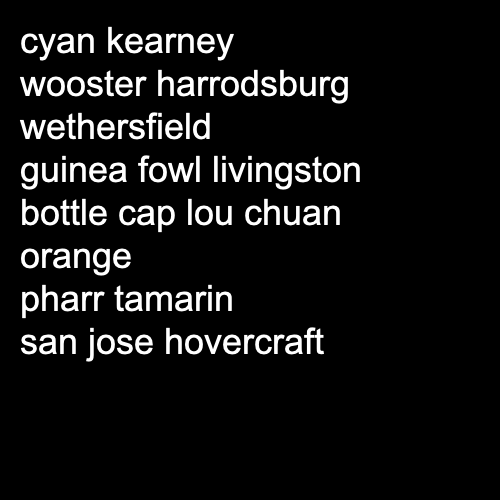 cyan kearney
wooster harrodsburg
wethersfield
guinea fowl livingston
bottle cap lou chuan
orange
pharr tamarin
san jose hovercraft